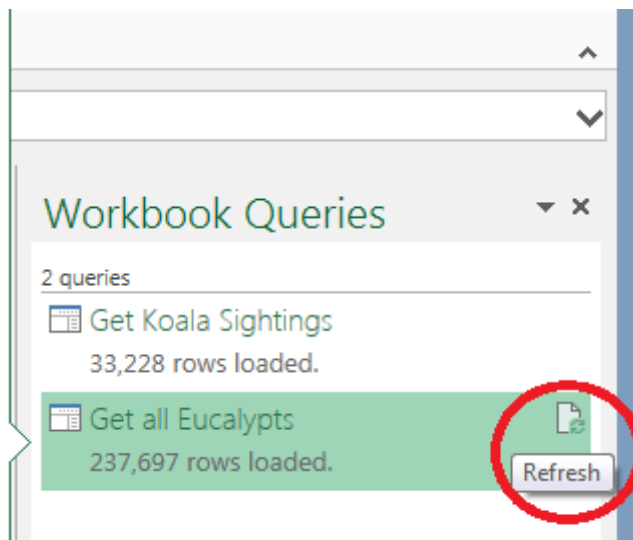 Workbook Queries
2 queries
Get Koala Sightings
33,228 rows loaded.
Get all Eucalypts
237,697 rows loaded.
Refresh